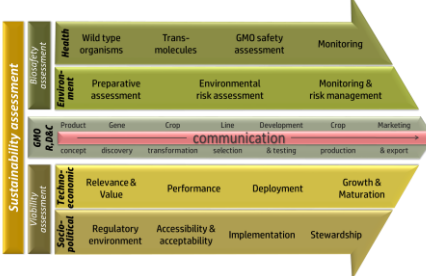 Sustainability assessment
Biosafety
assessment
Health
Wild type
organisms
Trans-
molecules
GMO safety
assessment
Monitoring
Environ-
ment
Preparative
assessment
Environmental
risk assessment
Monitoring &
risk management
GMO
R,D&C
Product
Gene
Crop
Line
Development
Crop
Marketing
communication
concept
discovery
transformation
selection
& testing
production
& export
Viability
assessment
Techno-
economic
Relevance &
Value
Performance
Deployment
Growth &
Maturation
Socio-
political
Regulatory
environment
Accessibility &
acceptability
Implementation
Stewardship